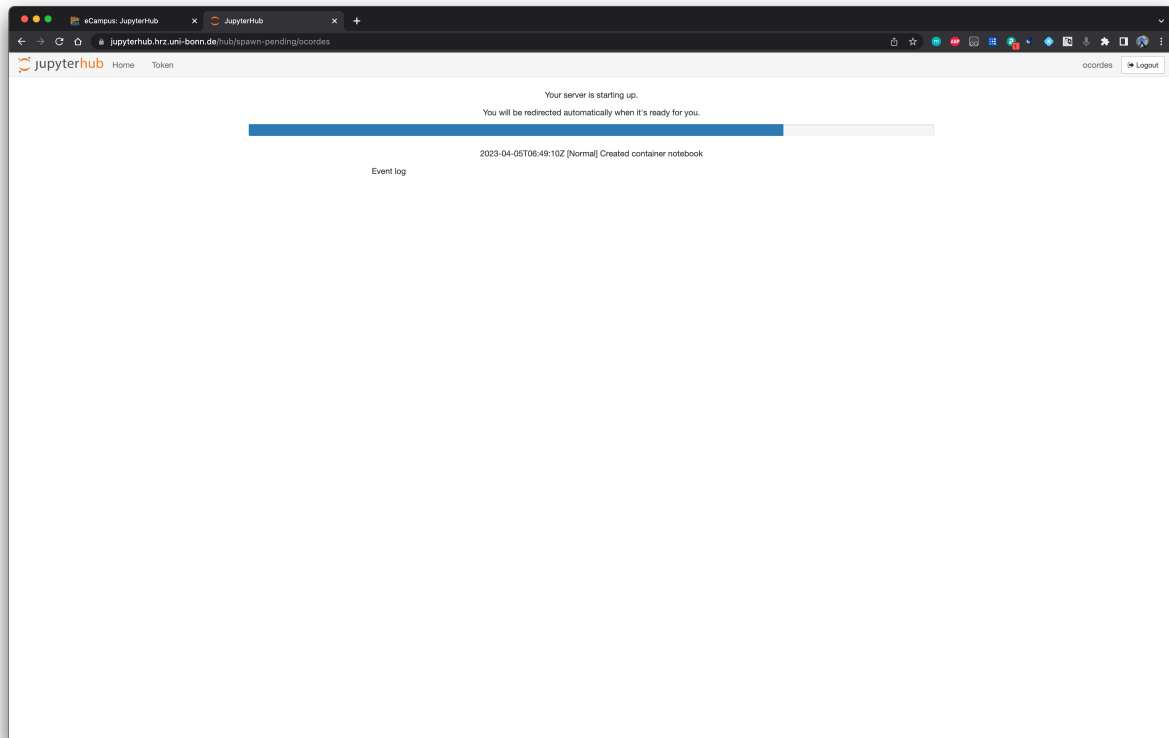 eCampus: JupyterHub
JupyterHub
jupyterhub.hrz.uni-bonn.de/hub/spawn-pending/ocordes
ABP
1
jupyterhub Home Token ocordes Logout
Your server is starting up.
You will be redirected automatically when it's ready for you.
2023-04-05T06:49:10Z [Normal] Created container notebook
Event log